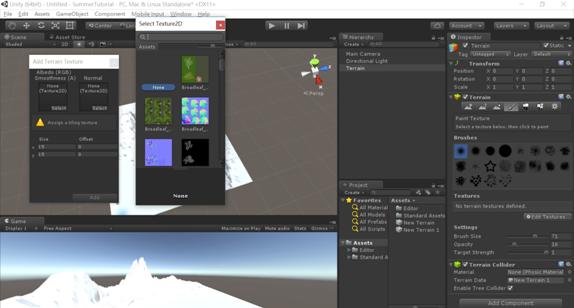 Unity (64bit) - Untitled - SummerTutorial - PC, Mac & Linux Standalone* <DX11>
File Edit Assets GameObject Component Mobile Input Window Help
Center
Account Layers Layout
Scene Asset Store
Shaded 2D
Add Terrain Texture
Albedo (RGB)
Smoothness (A) Normal
None (Texture2D) None (Texture2D)
Select Select
Assign a tiling texture
Size Offset
x 15 0
y 15 0
Add
Select Texture2D
Assets
None Broadleaf_
Broadleaf_ Broadleaf_
None
Persp
Game
Display 1 Free Aspect Maximize on Play Mute audio Stats Gizmos
Hierarchy
Create All
Main Camera
Directional Light
Terrain
Project
Create
Favorites
All Material
All Models
All Prefabs
All Scripts
Assets
Editor
Standard A
Assets
Editor
Standard Assets
New Terrain
New Terrain 1
Inspector
Terrain Static
Tag Untagged Layer Default
Transform
Position X 0 Y 0 Z 0
Rotation X 0 Y 0 Z 0
Scale X 1 Y 1 Z 1
Terrain
Paint Texture
Select a texture below, then click to paint
Brushes
Textures
No terrain textures defined.
Edit Textures...
Settings
Brush Size 71
Opacity
Target Strength 1
Terrain Collider
Material None (Physic Material
Terrain Data New Terrain 1
Enable Tree Collider
Add Component